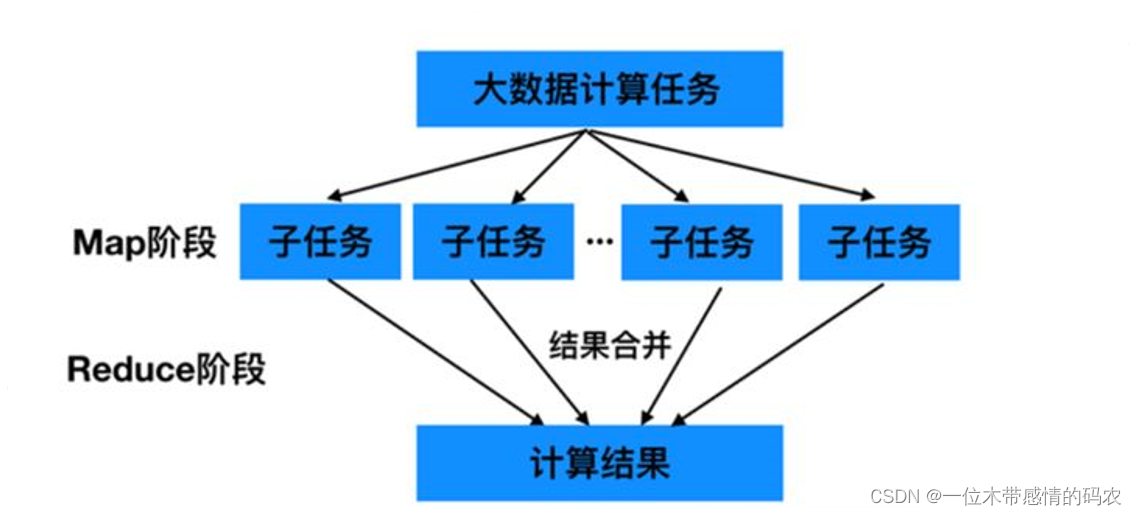 大数据计算任务
Map阶段
子任务
子任务
...
子任务
子任务
结果合并
Reduce阶段
计算结果
CSDN @一位木带感情的码农